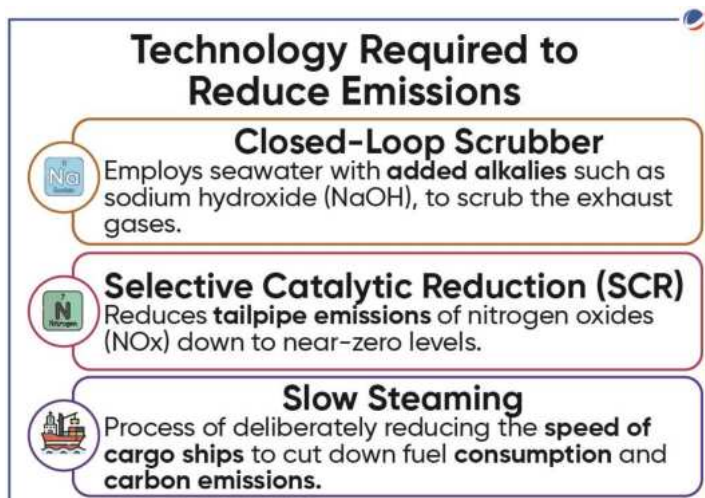 Technology Required to
Reduce Emissions
Closed-Loop Scrubber
Na
Employs seawater with added alkalies such as
sodium hydroxide (NaOH), to scrub the exhaust
gases.
Selective Catalytic Reduction (SCR)
7
N
Nitrogen
Reduces tailpipe emissions of nitrogen oxides
(NOx) down to near-zero levels.
Slow Steaming
Process of deliberately reducing the speed of
cargo ships to cut down fuel consumption and
carbon emissions.